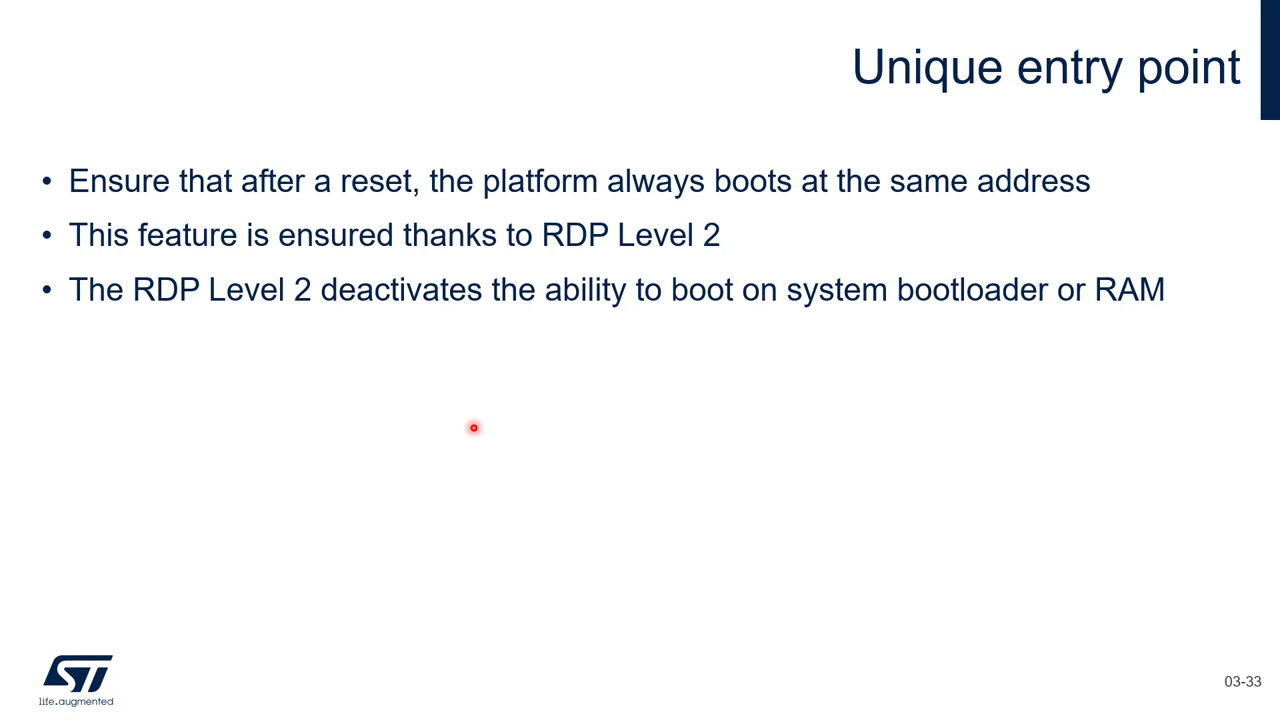 Unique entry point
• Ensure that after a reset, the platform always boots at the same address
• This feature is ensured thanks to RDP Level 2
• The RDP Level 2 deactivates the ability to boot on system bootloader or RAM
ST
life.augmented
03-33